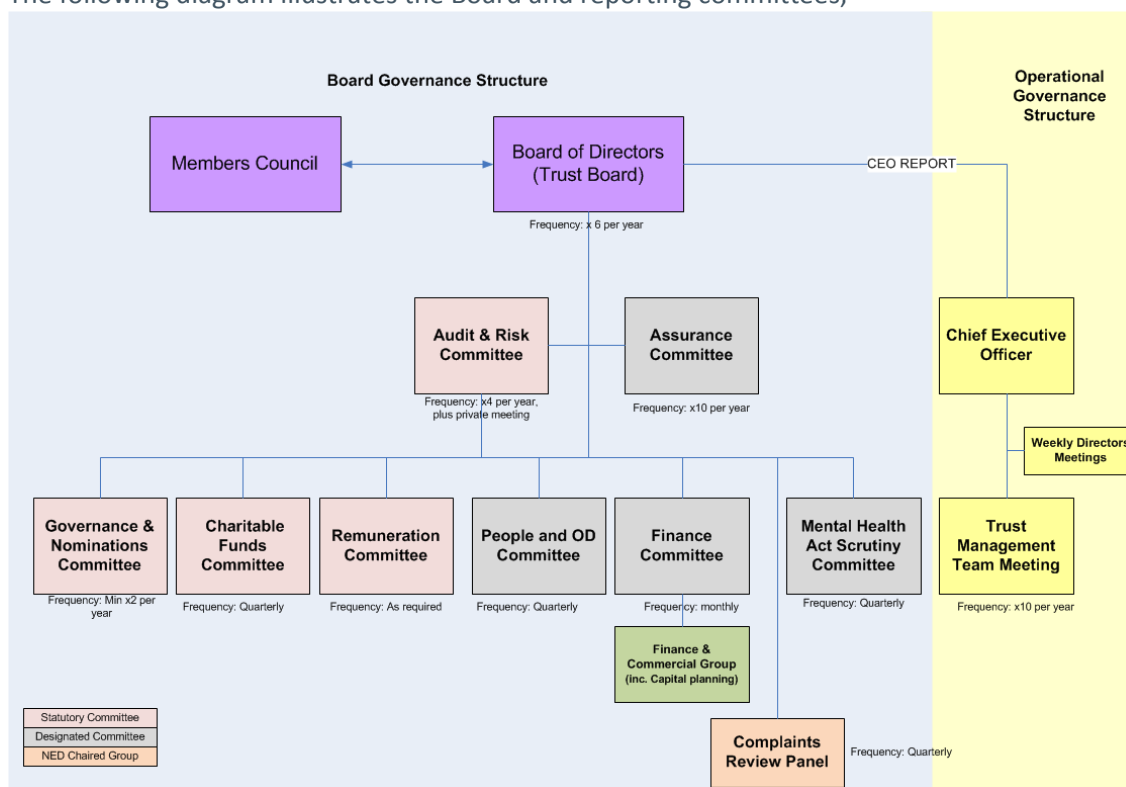 The following diagram illustrates the Board and reporting committees;
Board Governance Structure
Operational
Governance
Structure
Members Council
Board of Directors
(Trust Board)
CEO REPORT
Frequency: x 6 per year
Audit & Risk
Committee
Assurance
Committee
Chief Executive
Officer
Frequency: x4 per year,
plus private meeting
Frequency: x10 per year
Weekly Directors
Meetings
Governance &
Nominations
Committee
Charitable
Funds
Committee
Remuneration
Committee
People and OD
Committee
Finance
Committee
Mental Health
Act Scrutiny
Committee
Trust
Management
Team Meeting
Frequency: Min x2 per
year
Frequency: Quarterly
Frequency: As required
Frequency: Quarterly
Frequency: monthly
Frequency: Quarterly
Frequency: x10 per year
Finance &
Commercial Group
(inc. Capital planning)
Statutory Committee
Designated Committee
NED Chaired Group
Complaints
Review Panel
Frequency: Quarterly